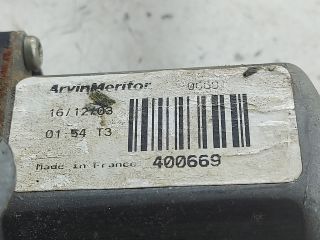 ArvinMeritor
16/12/03
01:54 T3
Made in France 400669